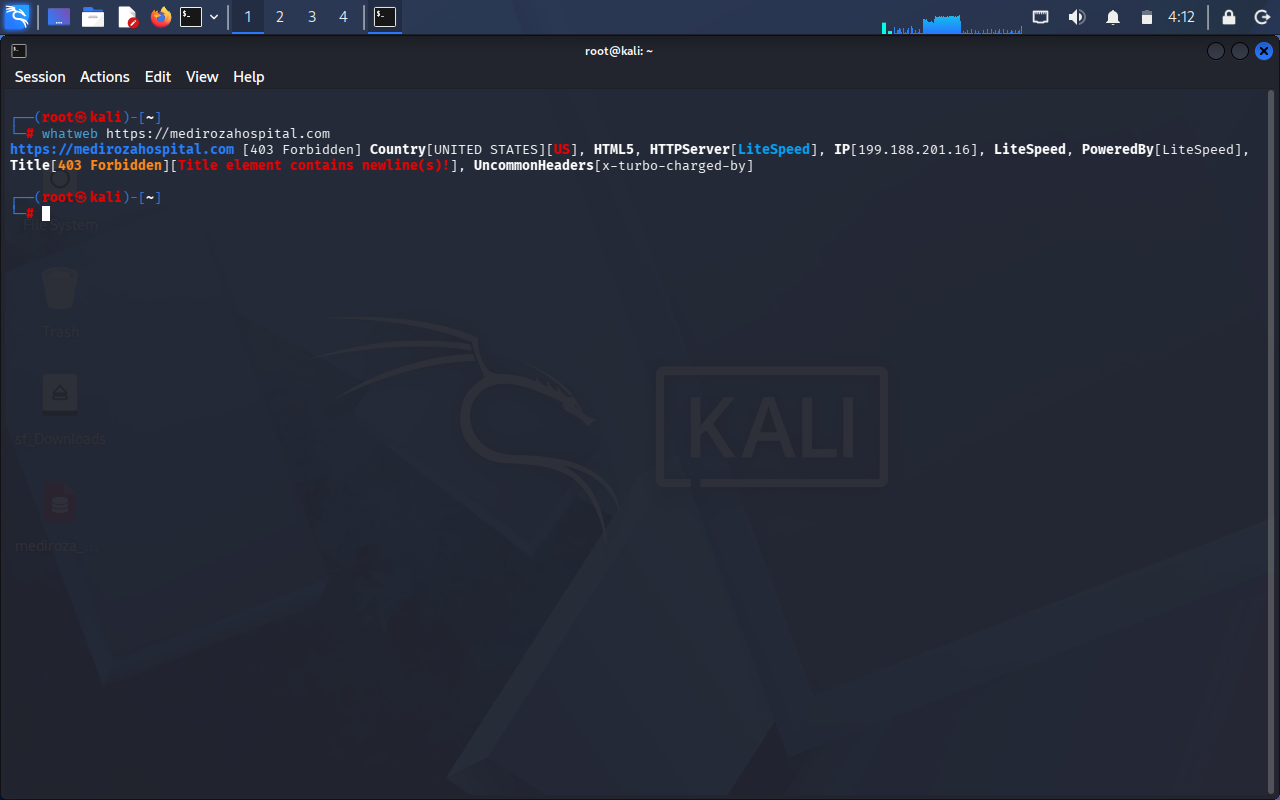 1 2 3 4 4:12
root@kali: ~
Session Actions Edit View Help
┌──(root㉿kali)-[~]
└─# whatweb https://medirozahospital.com
https://medirozahospital.com [403 Forbidden] Country[UNITED STATES][US], HTML5, HTTPServer[LiteSpeed], IP[199.188.201.16], LiteSpeed, PoweredBy[LiteSpeed],
Title[403 Forbidden][Title element contains newline(s)!], UncommonHeaders[x-turbo-charged-by]
┌──(root㉿kali)-[~]
└─#
File System
Trash
sf_Downloads
KALI
mediroza_...